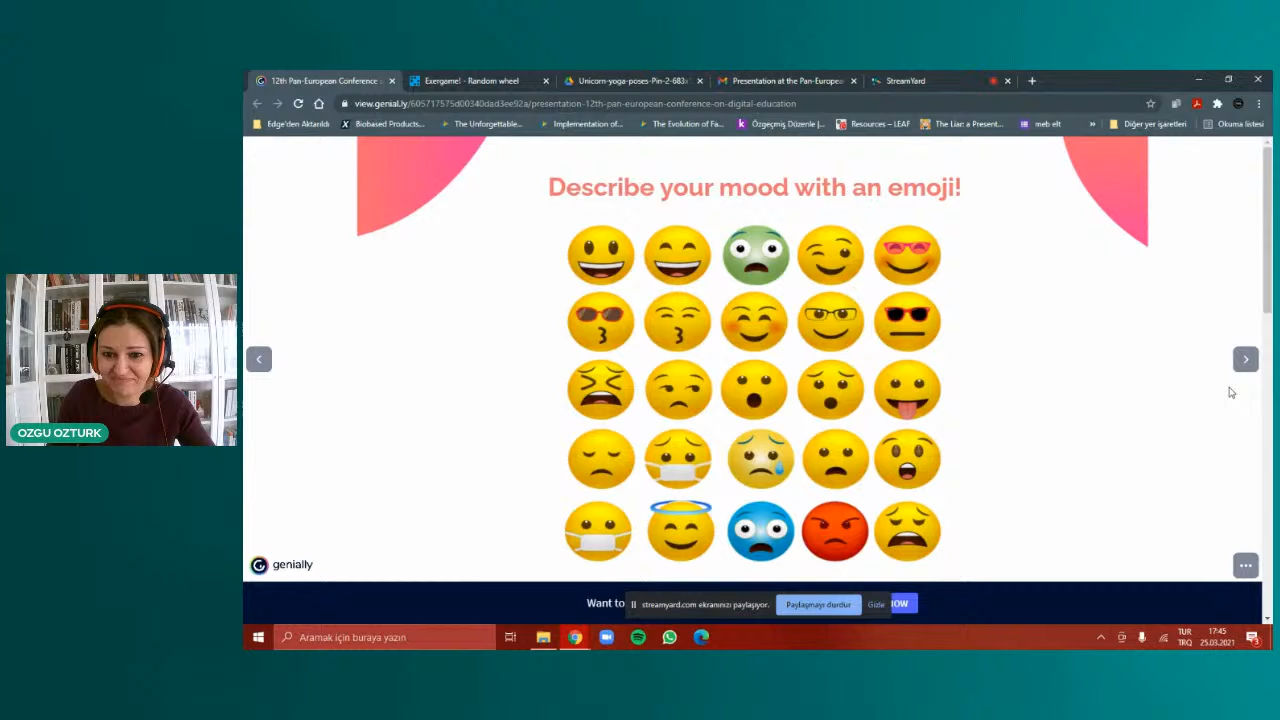 12th Pan-European Conference
Exergame! - Random wheel
Unicorn-yoga-poses-Pin-2-683x
Presentation at the Pan-Europea
StreamYard
view.genial.ly/605717575d00340dad3ee92a/presentation-12th-pan-european-conference-on-digital-education
Edge'den Aktarıldı
Biobased Products...
The Unforgettable...
Implementation of...
The Evolution of Fa...
Özgeçmiş Düzenle |...
Resources – LEAF
The Liar: a Present...
meb elt
Diğer yer işaretleri
Okuma listesi
Describe your mood with an emoji!
OZGU OZTURK
genially
Want to
streamyard.com ekranınızı paylaşıyor.
Paylaşmayı durdur
Gizle
OW
Aramak için buraya yazın
TUR
TRQ
17:45
25.03.2021
3